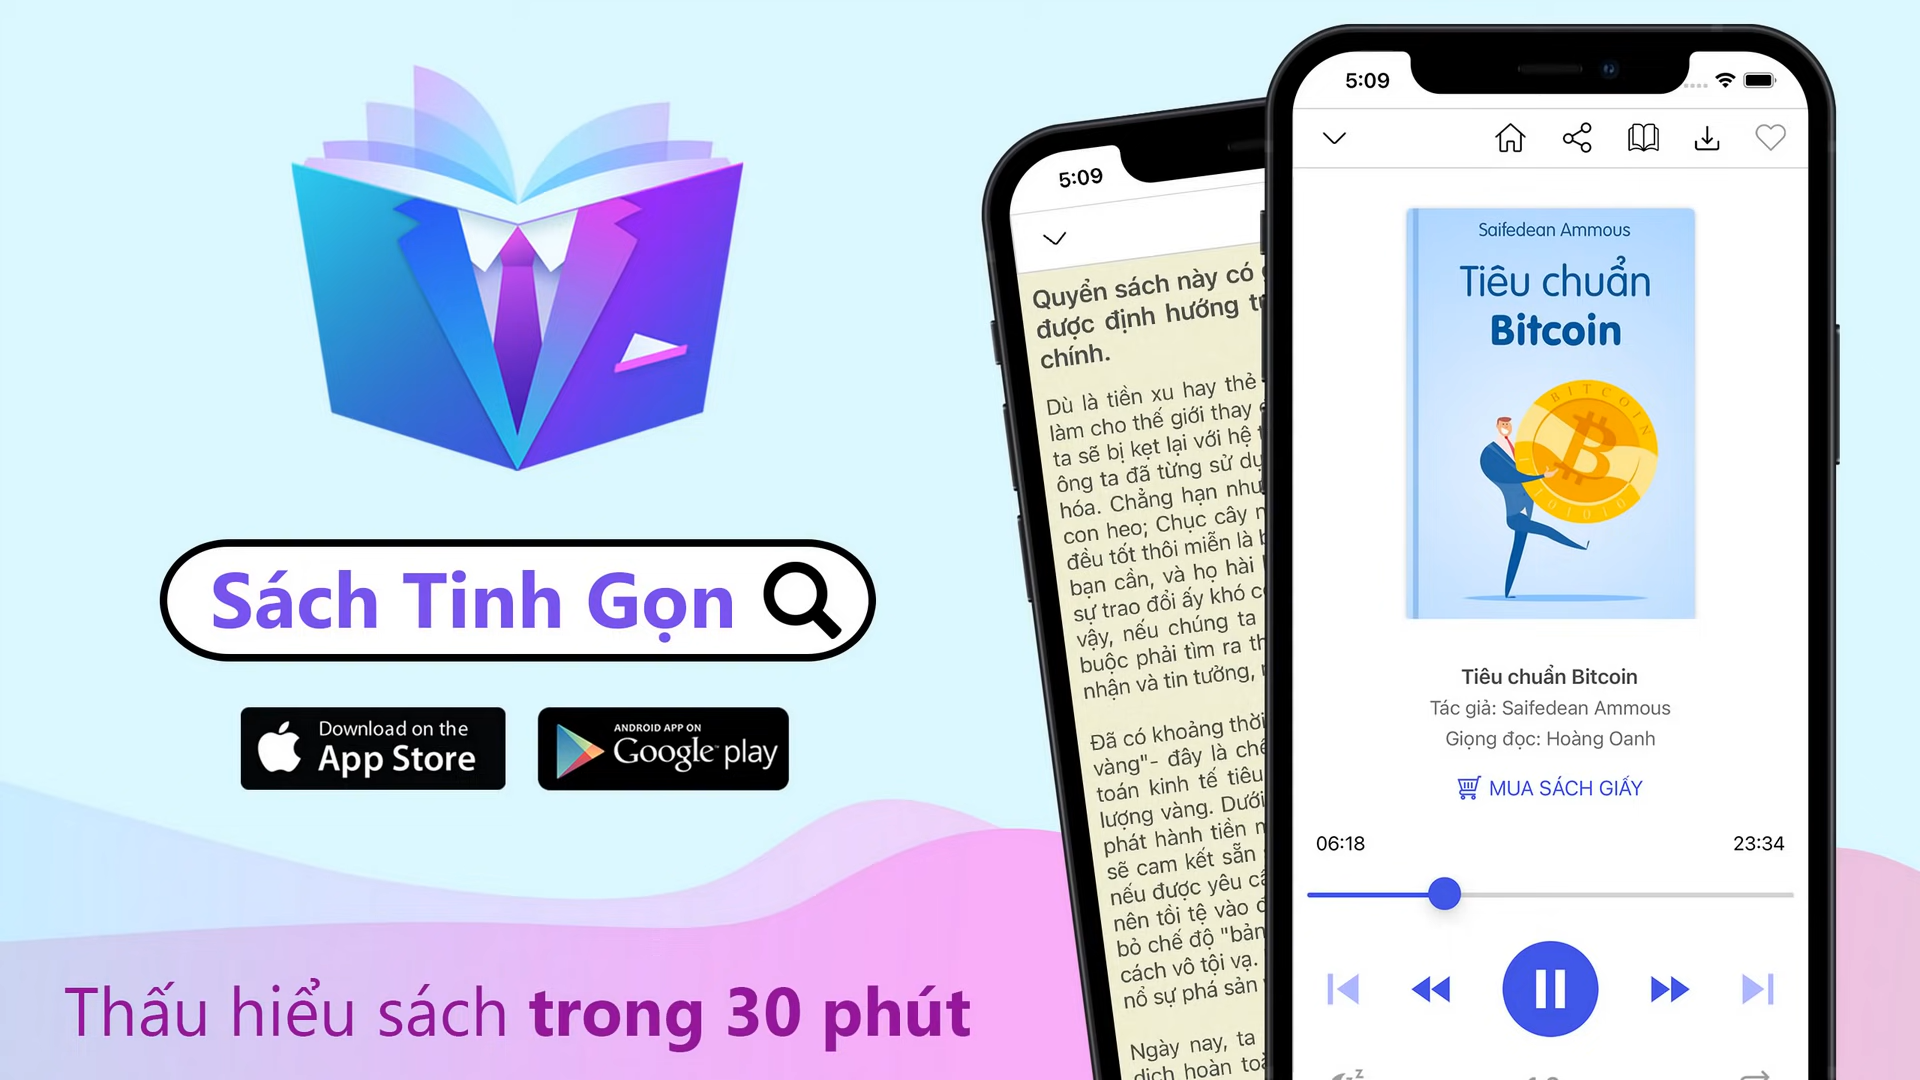 Sách Tinh Gọn
Download on the
App Store
ANDROID APP ON
Google play
Thấu hiểu sách trong 30 phút
5:09
Quyển sách này có
được định hướng
chính.
Dù là tiền xu hay thẻ
làm cho thế giới thay
ta sẽ bị kẹt lại với hệ
ông ta đã từng sử
hóa. Chẳng hạn như
con heo; Chục cây
đều tốt thôi miễn là
bạn cần, và họ hài
sự trao đổi ấy khó
vậy, nếu chúng ta
buộc phải tìm ra
nhận và tin tưởng,
Đã có khoảng thời
vàng"- đây là chế
toán kinh tế tiêu
lượng vàng. Dưới
phát hành tiền
sẽ cam kết sẵn
nếu được yêu
nên tồi tệ vào
bỏ chế độ "bản
cách vô tội vạ.
nổ sự phá sản
Ngày nay, ta
dịch hoàn
5:09
Saifedean Ammous
Tiêu chuẩn
Bitcoin
BITCOIN
Tiêu chuẩn Bitcoin
Tác giả: Saifedean Ammous
Giọng đọc: Hoàng Oanh
MUA SÁCH GIẤY
06:18 23:34